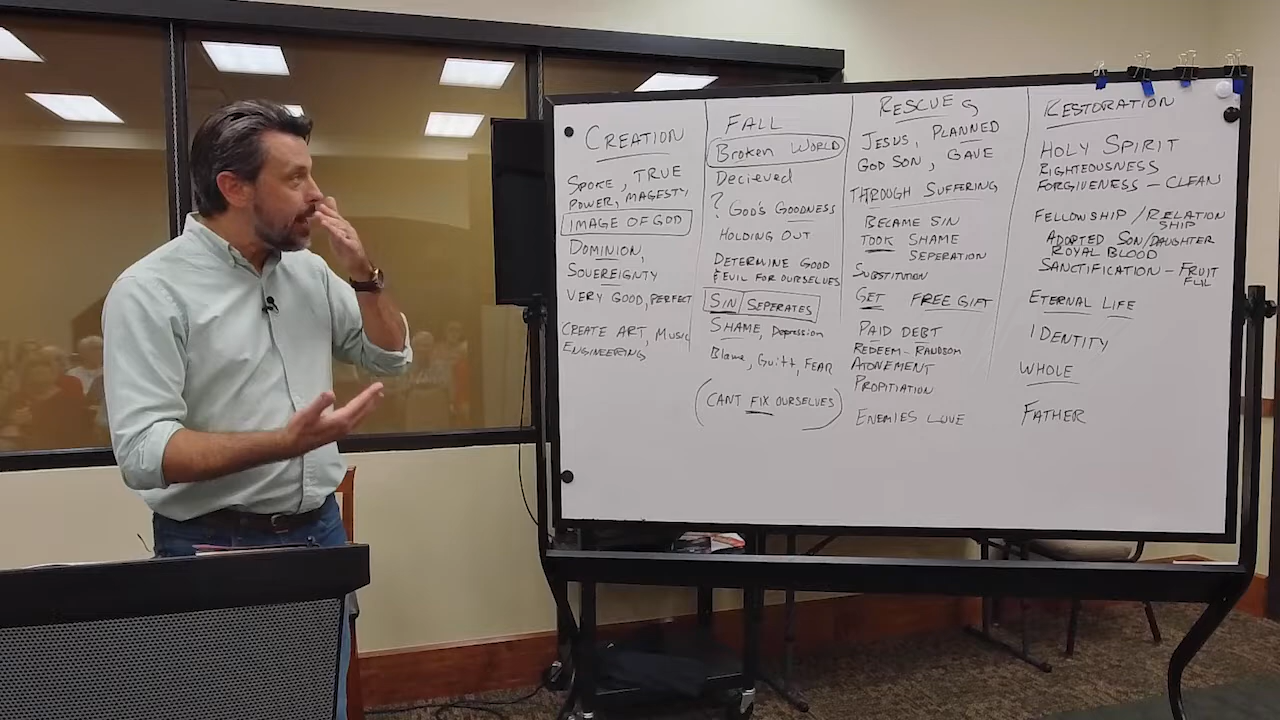 CREATION
SPOKE, TRUE
POWER, MAGESTY
IMAGE OF GOD
DOMINION,
SOVEREIGNTY
VERY GOOD, PERFECT
CREATE ART, MUSIC
ENGINEERING
FALL
Broken World
Decieved
? GOD'S GOODNESS
HOLDING OUT
DETERMINE GOOD
& EVIL FOR OURSELVES
SIN SEPERATES
SHAME, Depression
Blame, Guilt, FEAR
(CANT FIX OURSELVES)
RESCUE
JESUS, PLANNED
GOD SON, GAVE
THROUGH SUFFERING
BECAME SIN
TOOK SHAME
SEPERATION
SUBSTITUTION
GET FREE GIFT
PAID DEBT
REDEEM-RANDSOM
ATONEMENT
PROPITIATION
ENEMIES LOVE
RESTORATION
HOLY SPIRIT
RIGHTEOUSNESS
FORGIVENESS - CLEAN
FELLOWSHIP / RELATION
SHIP
ADOPTED SON/DAUGHTER
ROYAL BLOOD
SANCTIFICATION - FRUIT
ETERNAL LIFE
IDENTITY
WHOLE
FATHER